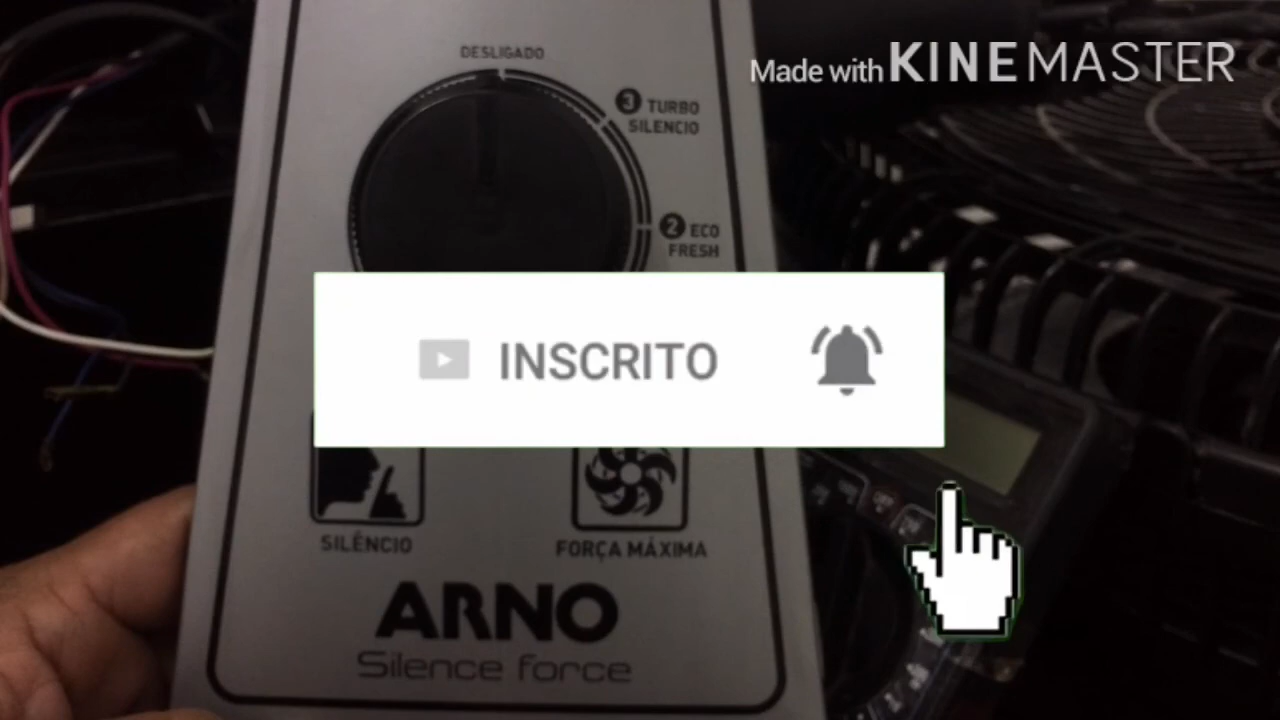 DESLIGADO
Made with KINEMASTER
3 TURBO
SILENCIO
2 ECO
FRESH
INSCRITO
SILÊNCIO
FORÇA MÁXIMA
ARNO
Silence force